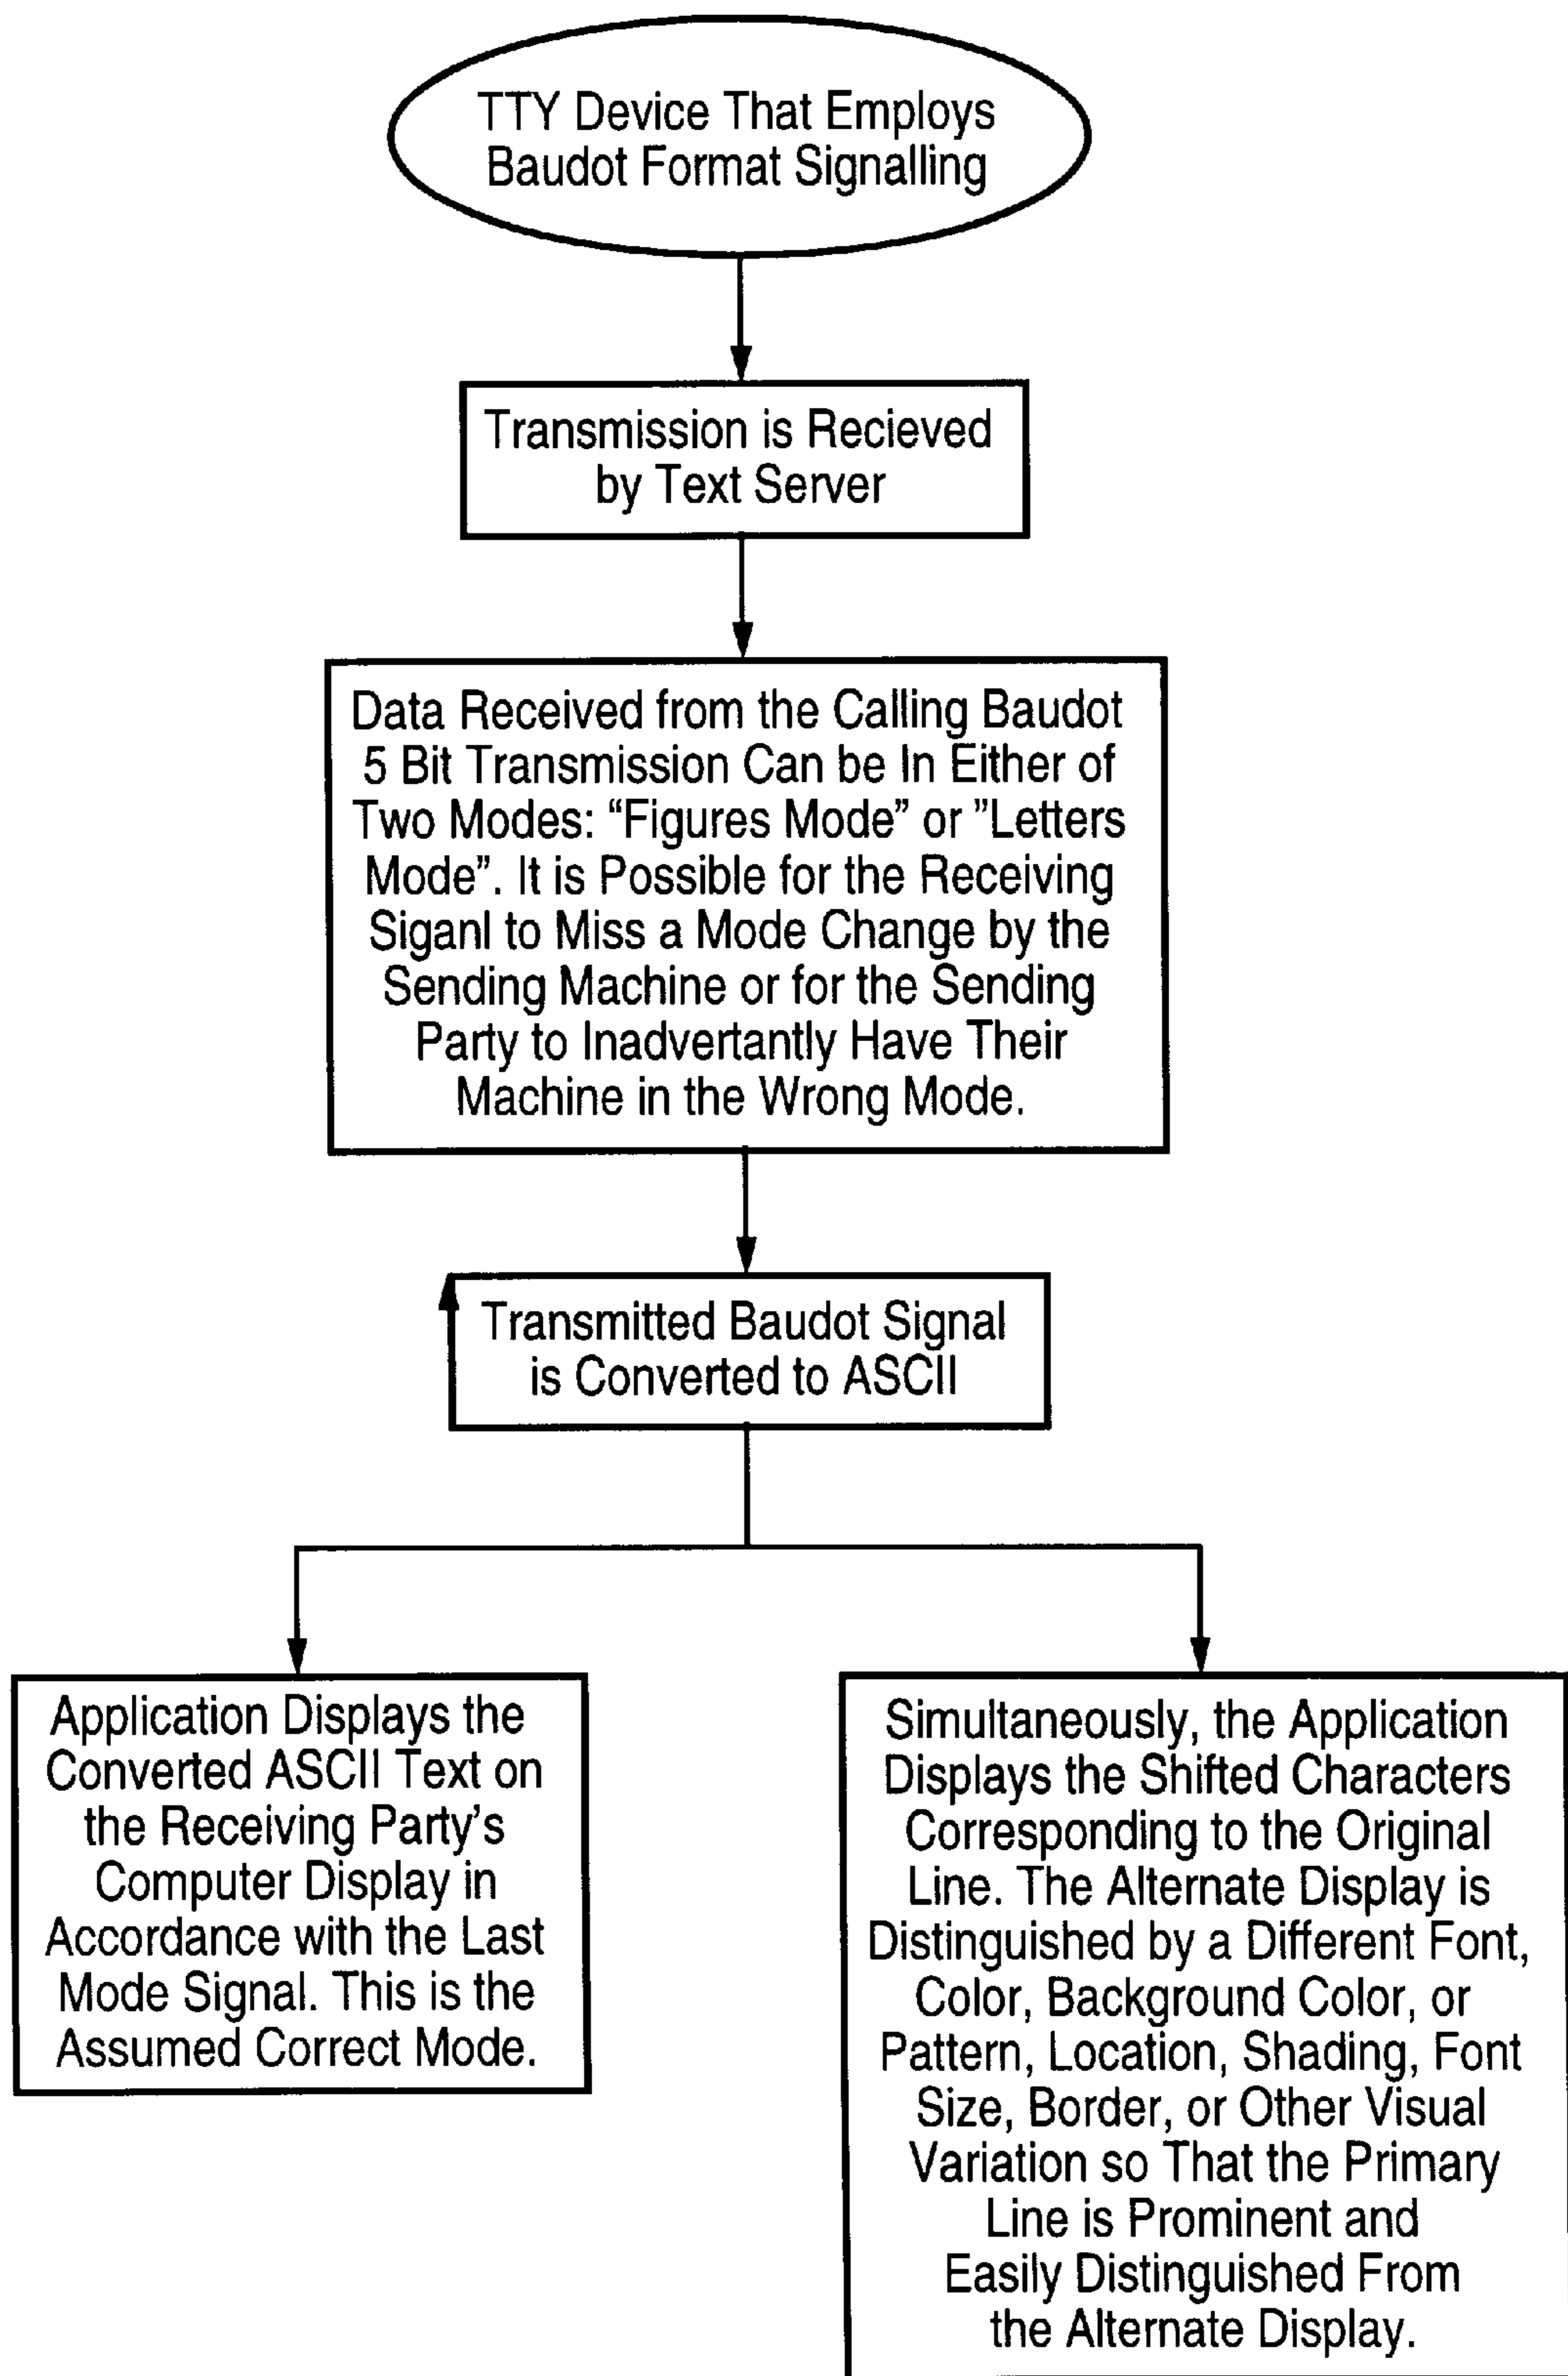 TTY Device That Employs
Baudot Format Signalling
Transmission is Recieved
by Text Server
Data Received from the Calling Baudot
5 Bit Transmission Can be In Either of
Two Modes: “Figures Mode” or ”Letters
Mode”. It is Possible for the Receiving
Siganl to Miss a Mode Change by the
Sending Machine or for the Sending
Party to Inadvertantly Have Their
Machine in the Wrong Mode.
Transmitted Baudot Signal
is Converted to ASCII
Application Displays the
Converted ASCII Text on
the Receiving Party's
Computer Display in
Accordance with the Last
Mode Signal. This is the
Assumed Correct Mode.
Simultaneously, the Application
Displays the Shifted Characters
Corresponding to the Original
Line. The Alternate Display is
Distinguished by a Different Font,
Color, Background Color, or
Pattern, Location, Shading, Font
Size, Border, or Other Visual
Variation so That the Primary
Line is Prominent and
Easily Distinguished From
the Alternate Display.